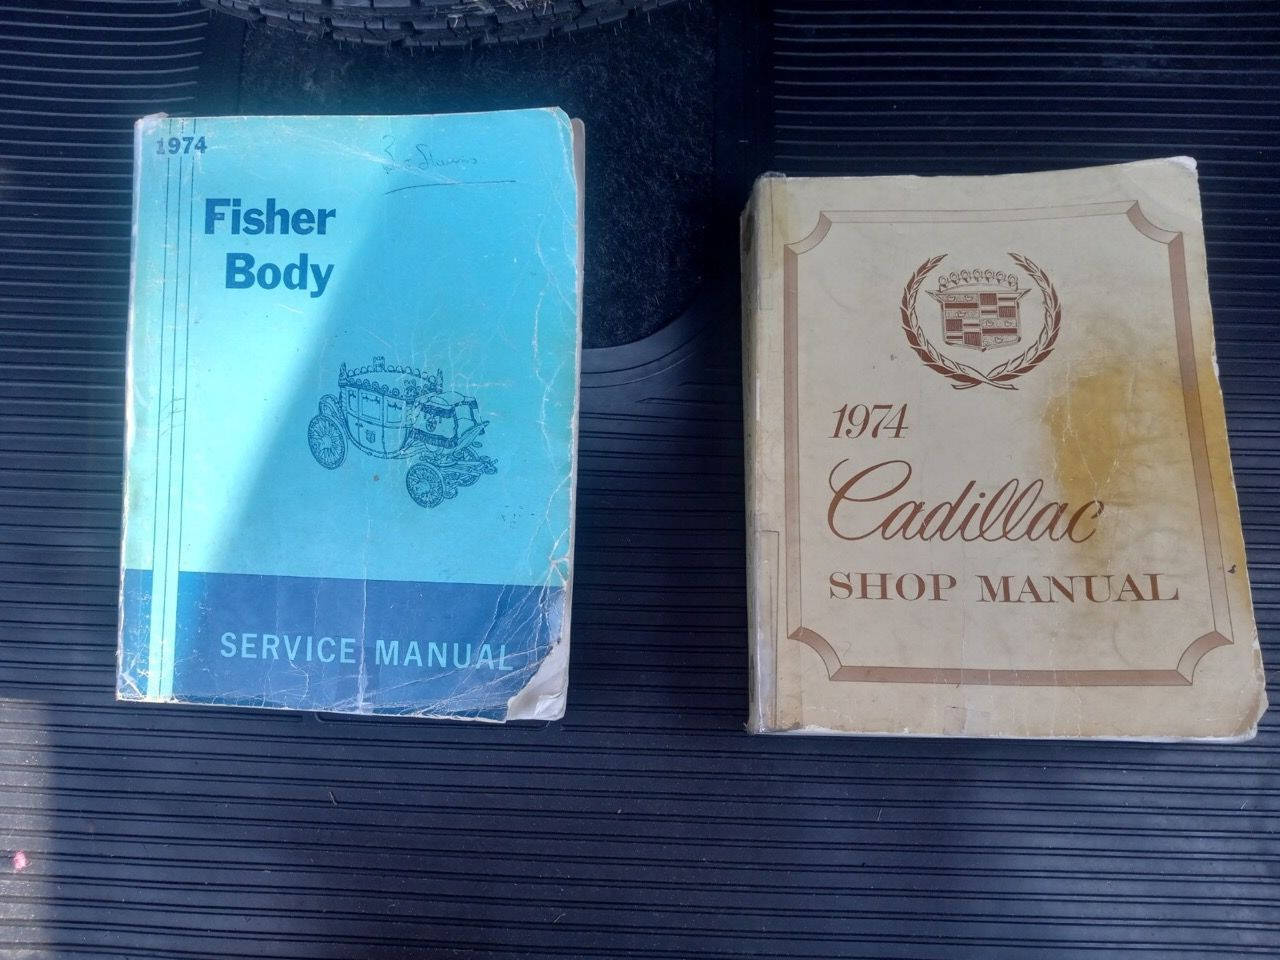 1974
Fisher
Body
SERVICE MANUAL
1974
Cadillac
SHOP MANUAL